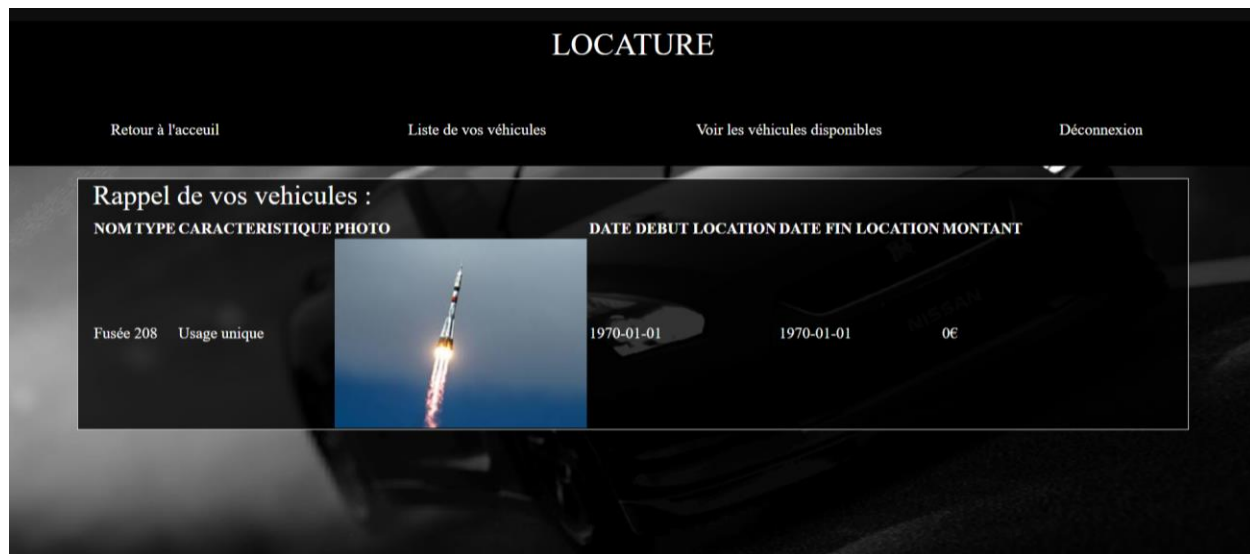 LOCATURE
Retour à l'acceuil Liste de vos véhicules Voir les véhicules disponibles Déconnexion
Rappel de vos vehicules :
NOM TYPE CARACTERISTIQUE PHOTO DATE DEBUT LOCATION DATE FIN LOCATION MONTANT
Fusée 208 Usage unique 1970-01-01 1970-01-01 0€
NISSAN